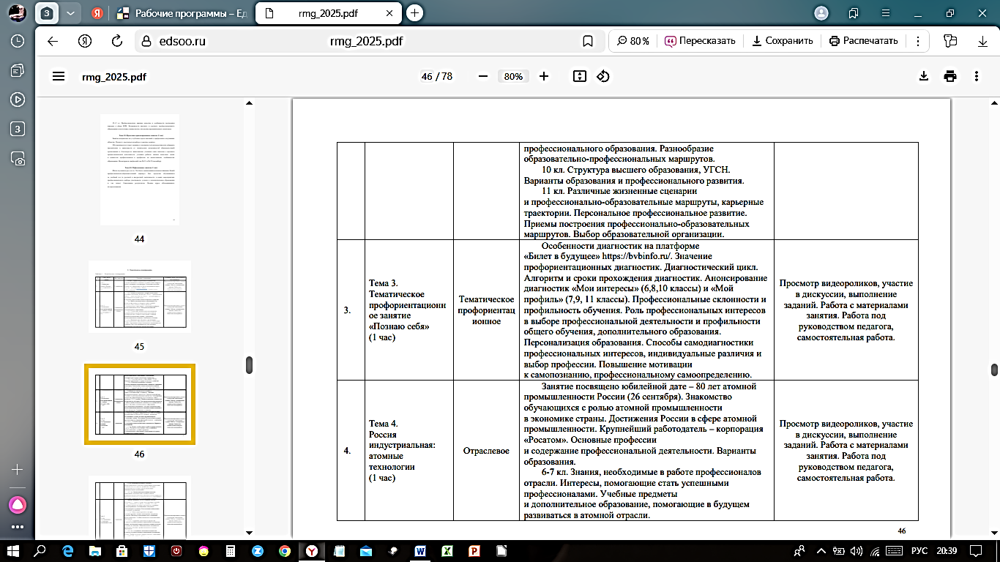 3
Я
Рабочие программы – Ед
rmg_2025.pdf
edsoo.ru
rmg_2025.pdf
80%
Пересказать
Сохранить
Распечатать
rmg_2025.pdf
46 / 78
80%
3
44
45
46
профессионального образования. Разнообразие
образовательно-профессиональных маршрутов.
10 кл. Структура высшего образования, УГСН.
Варианты образования и профессионального развития.
11 кл. Различные жизненные сценарии
и профессионально-образовательные маршруты, карьерные
траектории. Персональное профессиональное развитие.
Приемы построения профессионально-образовательных
маршрутов. Выбор образовательной организации.
3.
Тема 3.
Тематическое
профориентационн
ое занятие
«Познаю себя»
(1 час)
Тематическое
профориентац
ионное
Особенности диагностик на платформе
«Билет в будущее» https://bvbinfo.ru/. Значение
профориентационных диагностик. Диагностический цикл.
Алгоритм и сроки прохождения диагностик. Анонсирование
диагностик «Мои интересы» (6,8,10 классы) и «Мой
профиль» (7,9, 11 классы). Профессиональные склонности и
профильность обучения. Роль профессиональных интересов
в выборе профессиональной деятельности и профильности
общего обучения, дополнительного образования.
Персонализация образования. Способы самодиагностики
профессиональных интересов, индивидуальные различия и
выбор профессии. Повышение мотивации
к самопознанию, профессиональному самоопределению.
Просмотр видеороликов, участие
в дискуссии, выполнение
заданий. Работа с материалами
занятия. Работа под
руководством педагога,
самостоятельная работа.
4.
Тема 4.
Россия
индустриальная:
атомные
технологии
(1 час)
Отраслевое
Занятие посвящено юбилейной дате – 80 лет атомной
промышленности России (26 сентября). Знакомство
обучающихся с ролью атомной промышленности
в экономике страны. Достижения России в сфере атомной
промышленности. Крупнейший работодатель – корпорация
«Росатом». Основные профессии
и содержание профессиональной деятельности. Варианты
образования.
6-7 кл. Знания, необходимые в работе профессионалов
отрасли. Интересы, помогающие стать успешными
профессионалами. Учебные предметы
и дополнительное образование, помогающие в будущем
развиваться в атомной отрасли.
Просмотр видеороликов, участие
в дискуссии, выполнение
заданий. Работа с материалами
занятия. Работа под
руководством педагога,
самостоятельная работа.
46
РУС
20:39